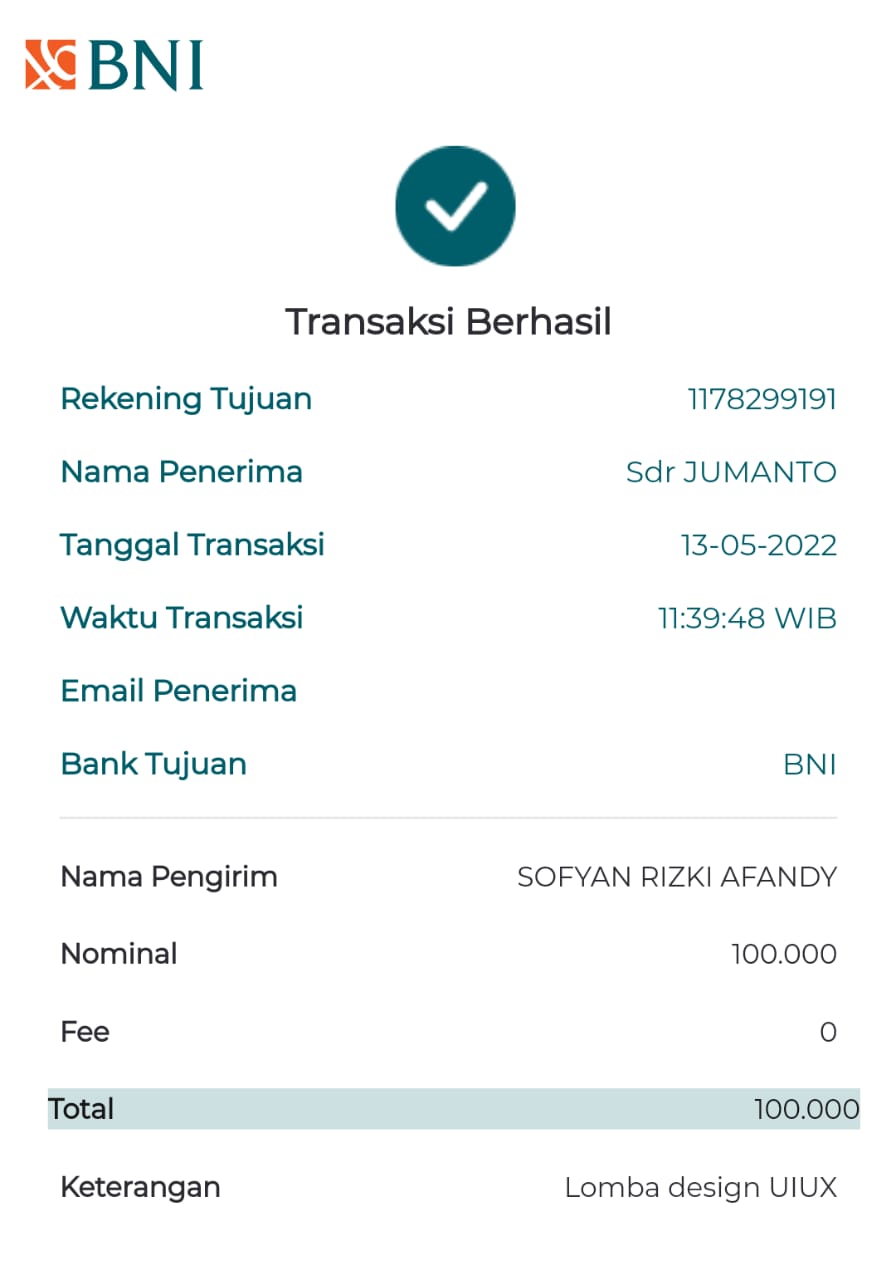 BNI
Transaksi Berhasil
Rekening Tujuan 1178299191
Nama Penerima Sdr JUMANTO
Tanggal Transaksi 13-05-2022
Waktu Transaksi 11:39:48 WIB
Email Penerima
Bank Tujuan BNI
Nama Pengirim SOFYAN RIZKI AFANDY
Nominal 100.000
Fee 0
Total 100.000
Keterangan Lomba design UIUX